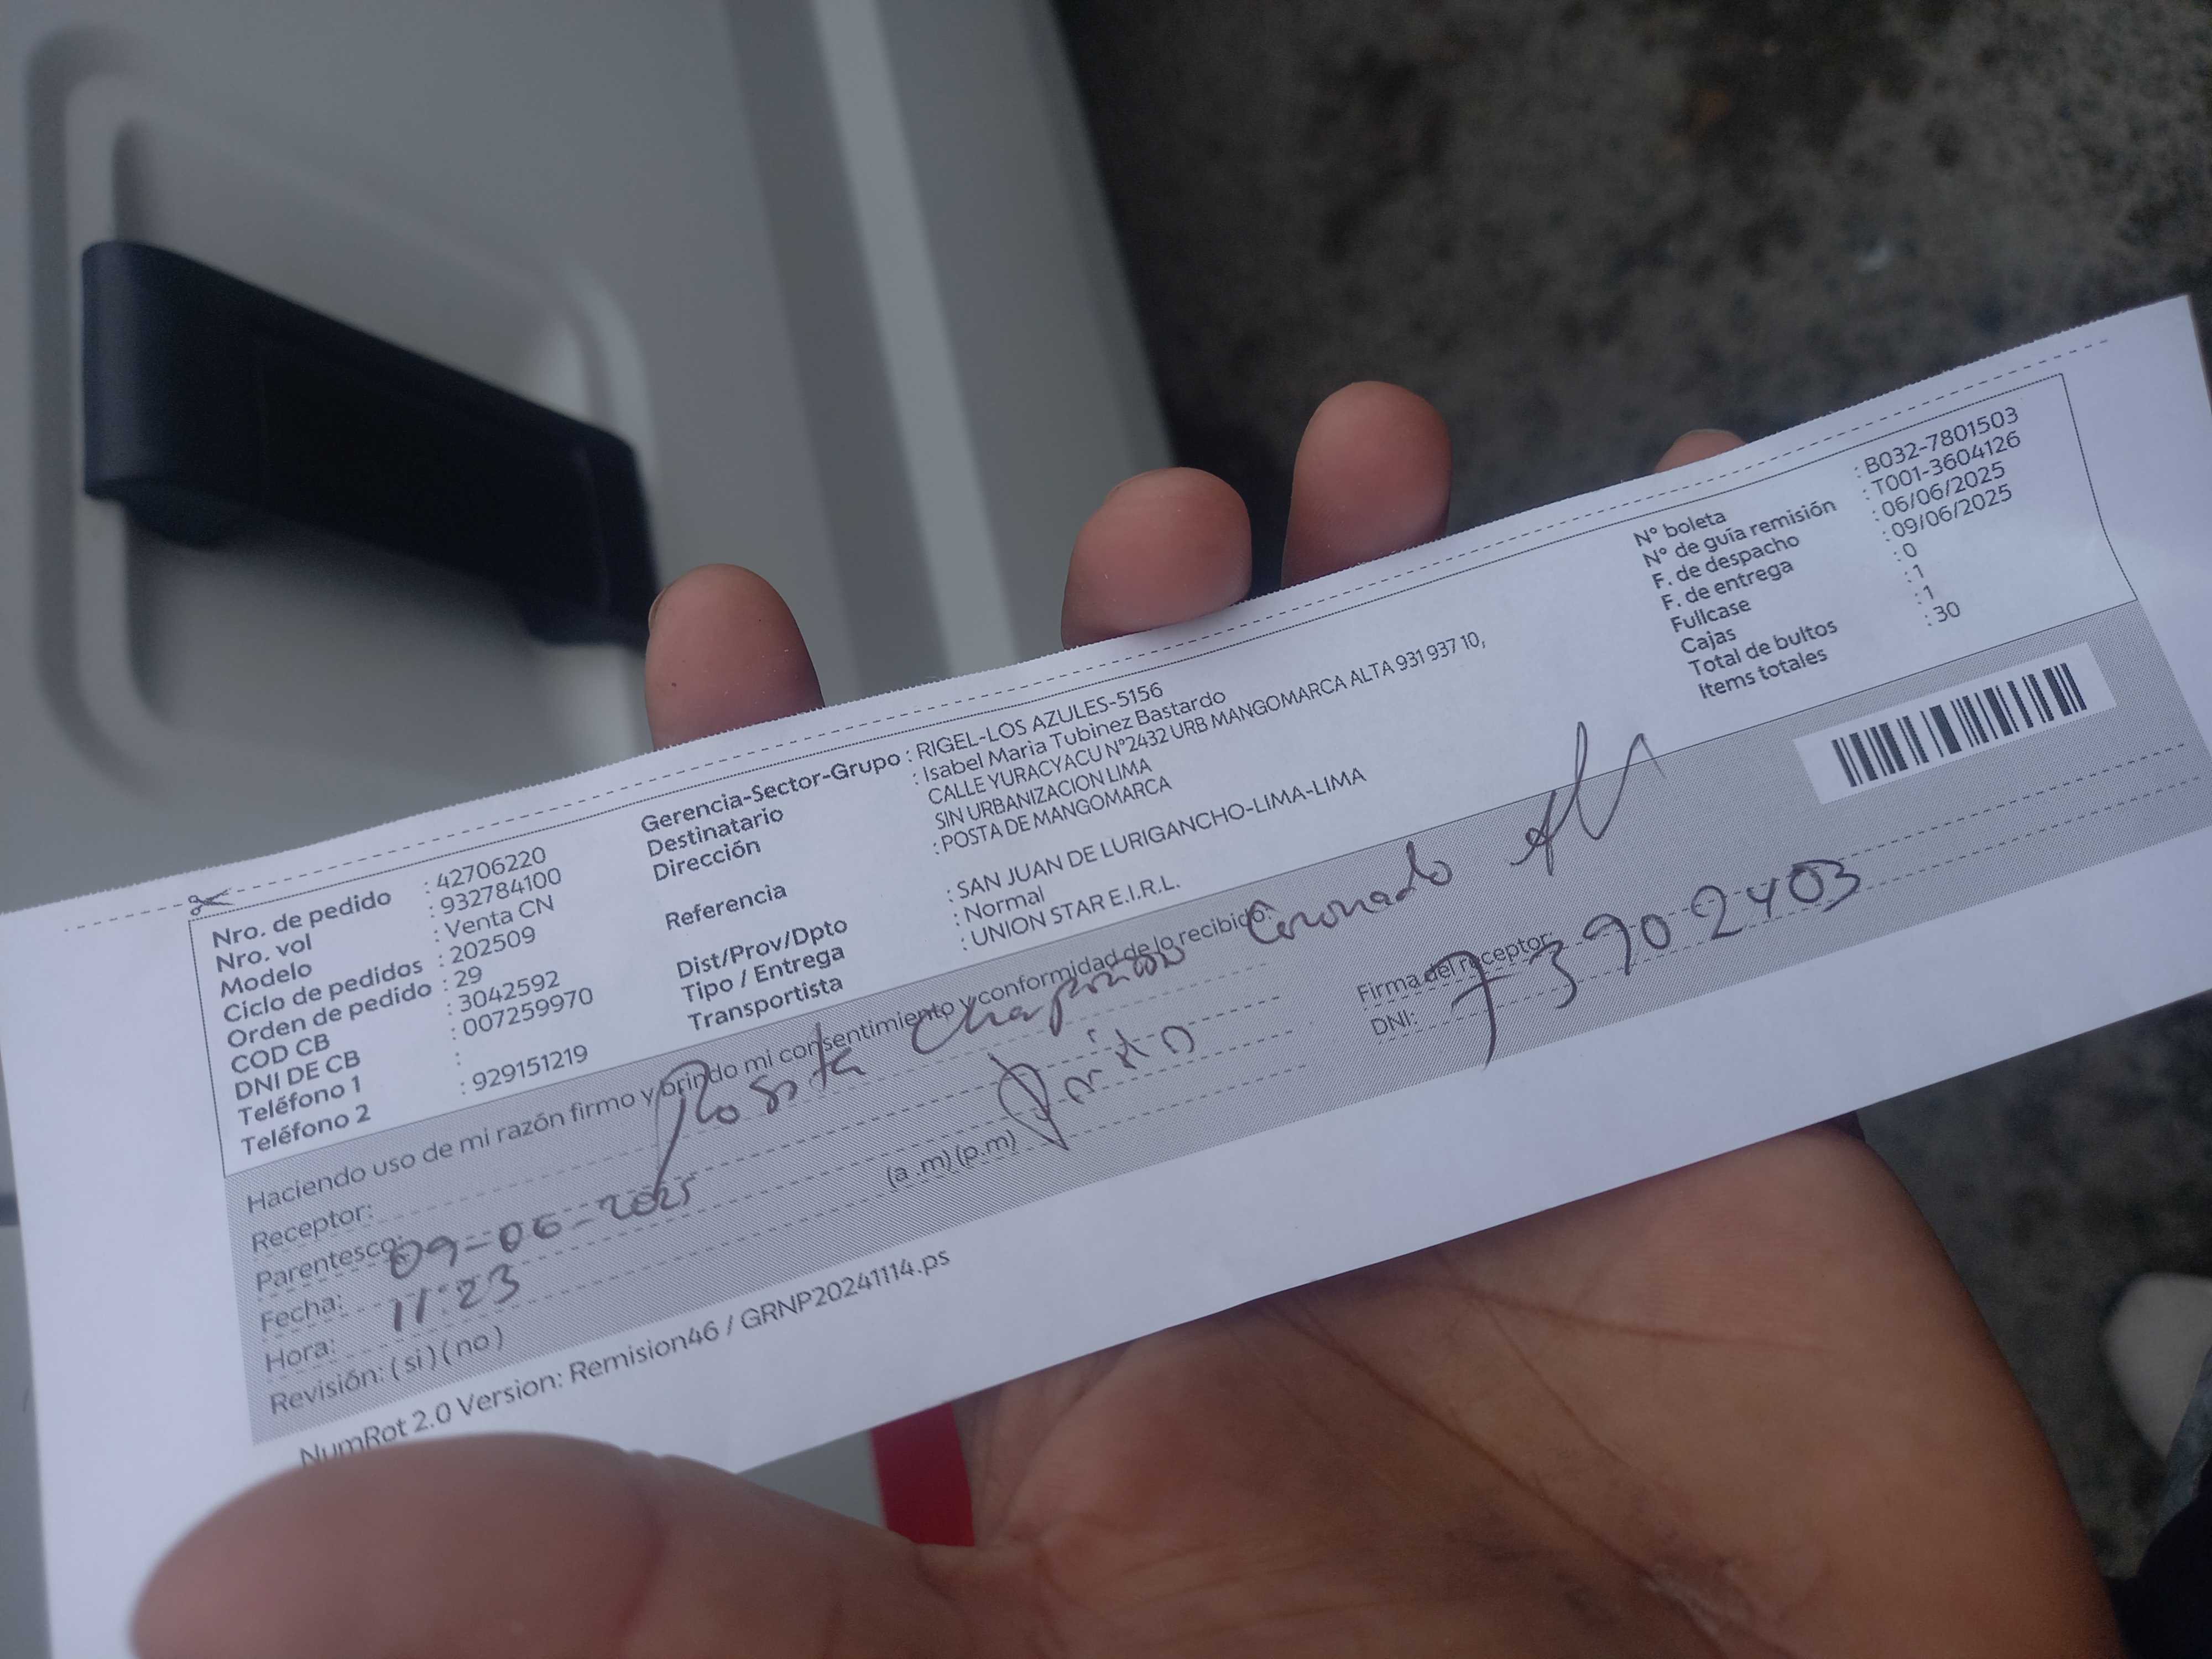 Nro. de pedido : 42706220
Nro. vol : 932784100
Modelo : Venta CN
Ciclo de pedidos : 202509
Orden de pedido : 29
COD CB : 3042592
DNI DE CB : 007259970
Teléfono 1 :
Teléfono 2 : 929151219
Gerencia-Sector-Grupo : RIGEL-LOS AZULES-5156
Destinatario : Isabel Maria Tubinez Bastardo
Dirección CALLE YURACYACU N°2432 URB MANGOMARCA ALTA 931 937 10,
SIN URBANIZACION LIMA
Referencia : POSTA DE MANGOMARCA
Dist/Prov/Dpto : SAN JUAN DE LURIGANCHO-LIMA-LIMA
Tipo / Entrega : Normal
Transportista : UNION STAR E.I.R.L.
N° boleta : B032-7801503
N° de guía remisión : T001-3604126
F. de despacho : 06/06/2025
F. de entrega : 09/06/2025
Fullcase : 0
Cajas : 1
Total de bultos : 1
Items totales : 30
Haciendo uso de mi razón firmo y brindo mi consentimiento y conformidad de lo recibido:
Receptor: Rosita Coronado
Parentesco:
Fecha: 09-06-2025
Hora: 11:23 (a .m) (p.m)
Revisión: ( si ) ( no )
Firma del receptor:
DNI: 73902403
NumRot 2.0 Version: Remision46 / GRNP20241114.ps